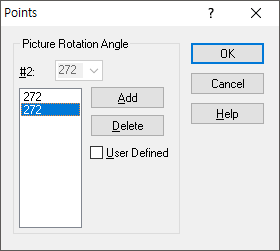 Points
?
Picture Rotation Angle
OK
#2: 272
Cancel
272
272
Add
Help
Delete
User Defined